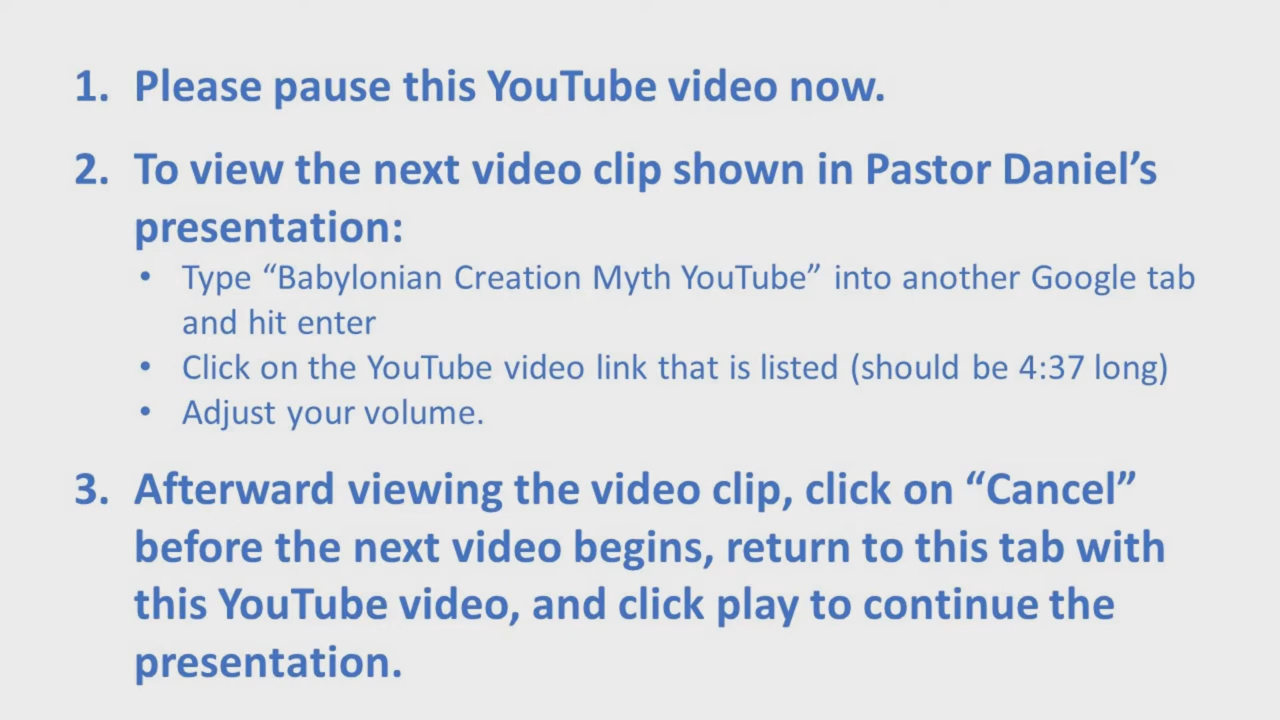 1. Please pause this YouTube video now.
2. To view the next video clip shown in Pastor Daniel’s
presentation:
• Type “Babylonian Creation Myth YouTube” into another Google tab
and hit enter
• Click on the YouTube video link that is listed (should be 4:37 long)
• Adjust your volume.
3. Afterward viewing the video clip, click on “Cancel”
before the next video begins, return to this tab with
this YouTube video, and click play to continue the
presentation.